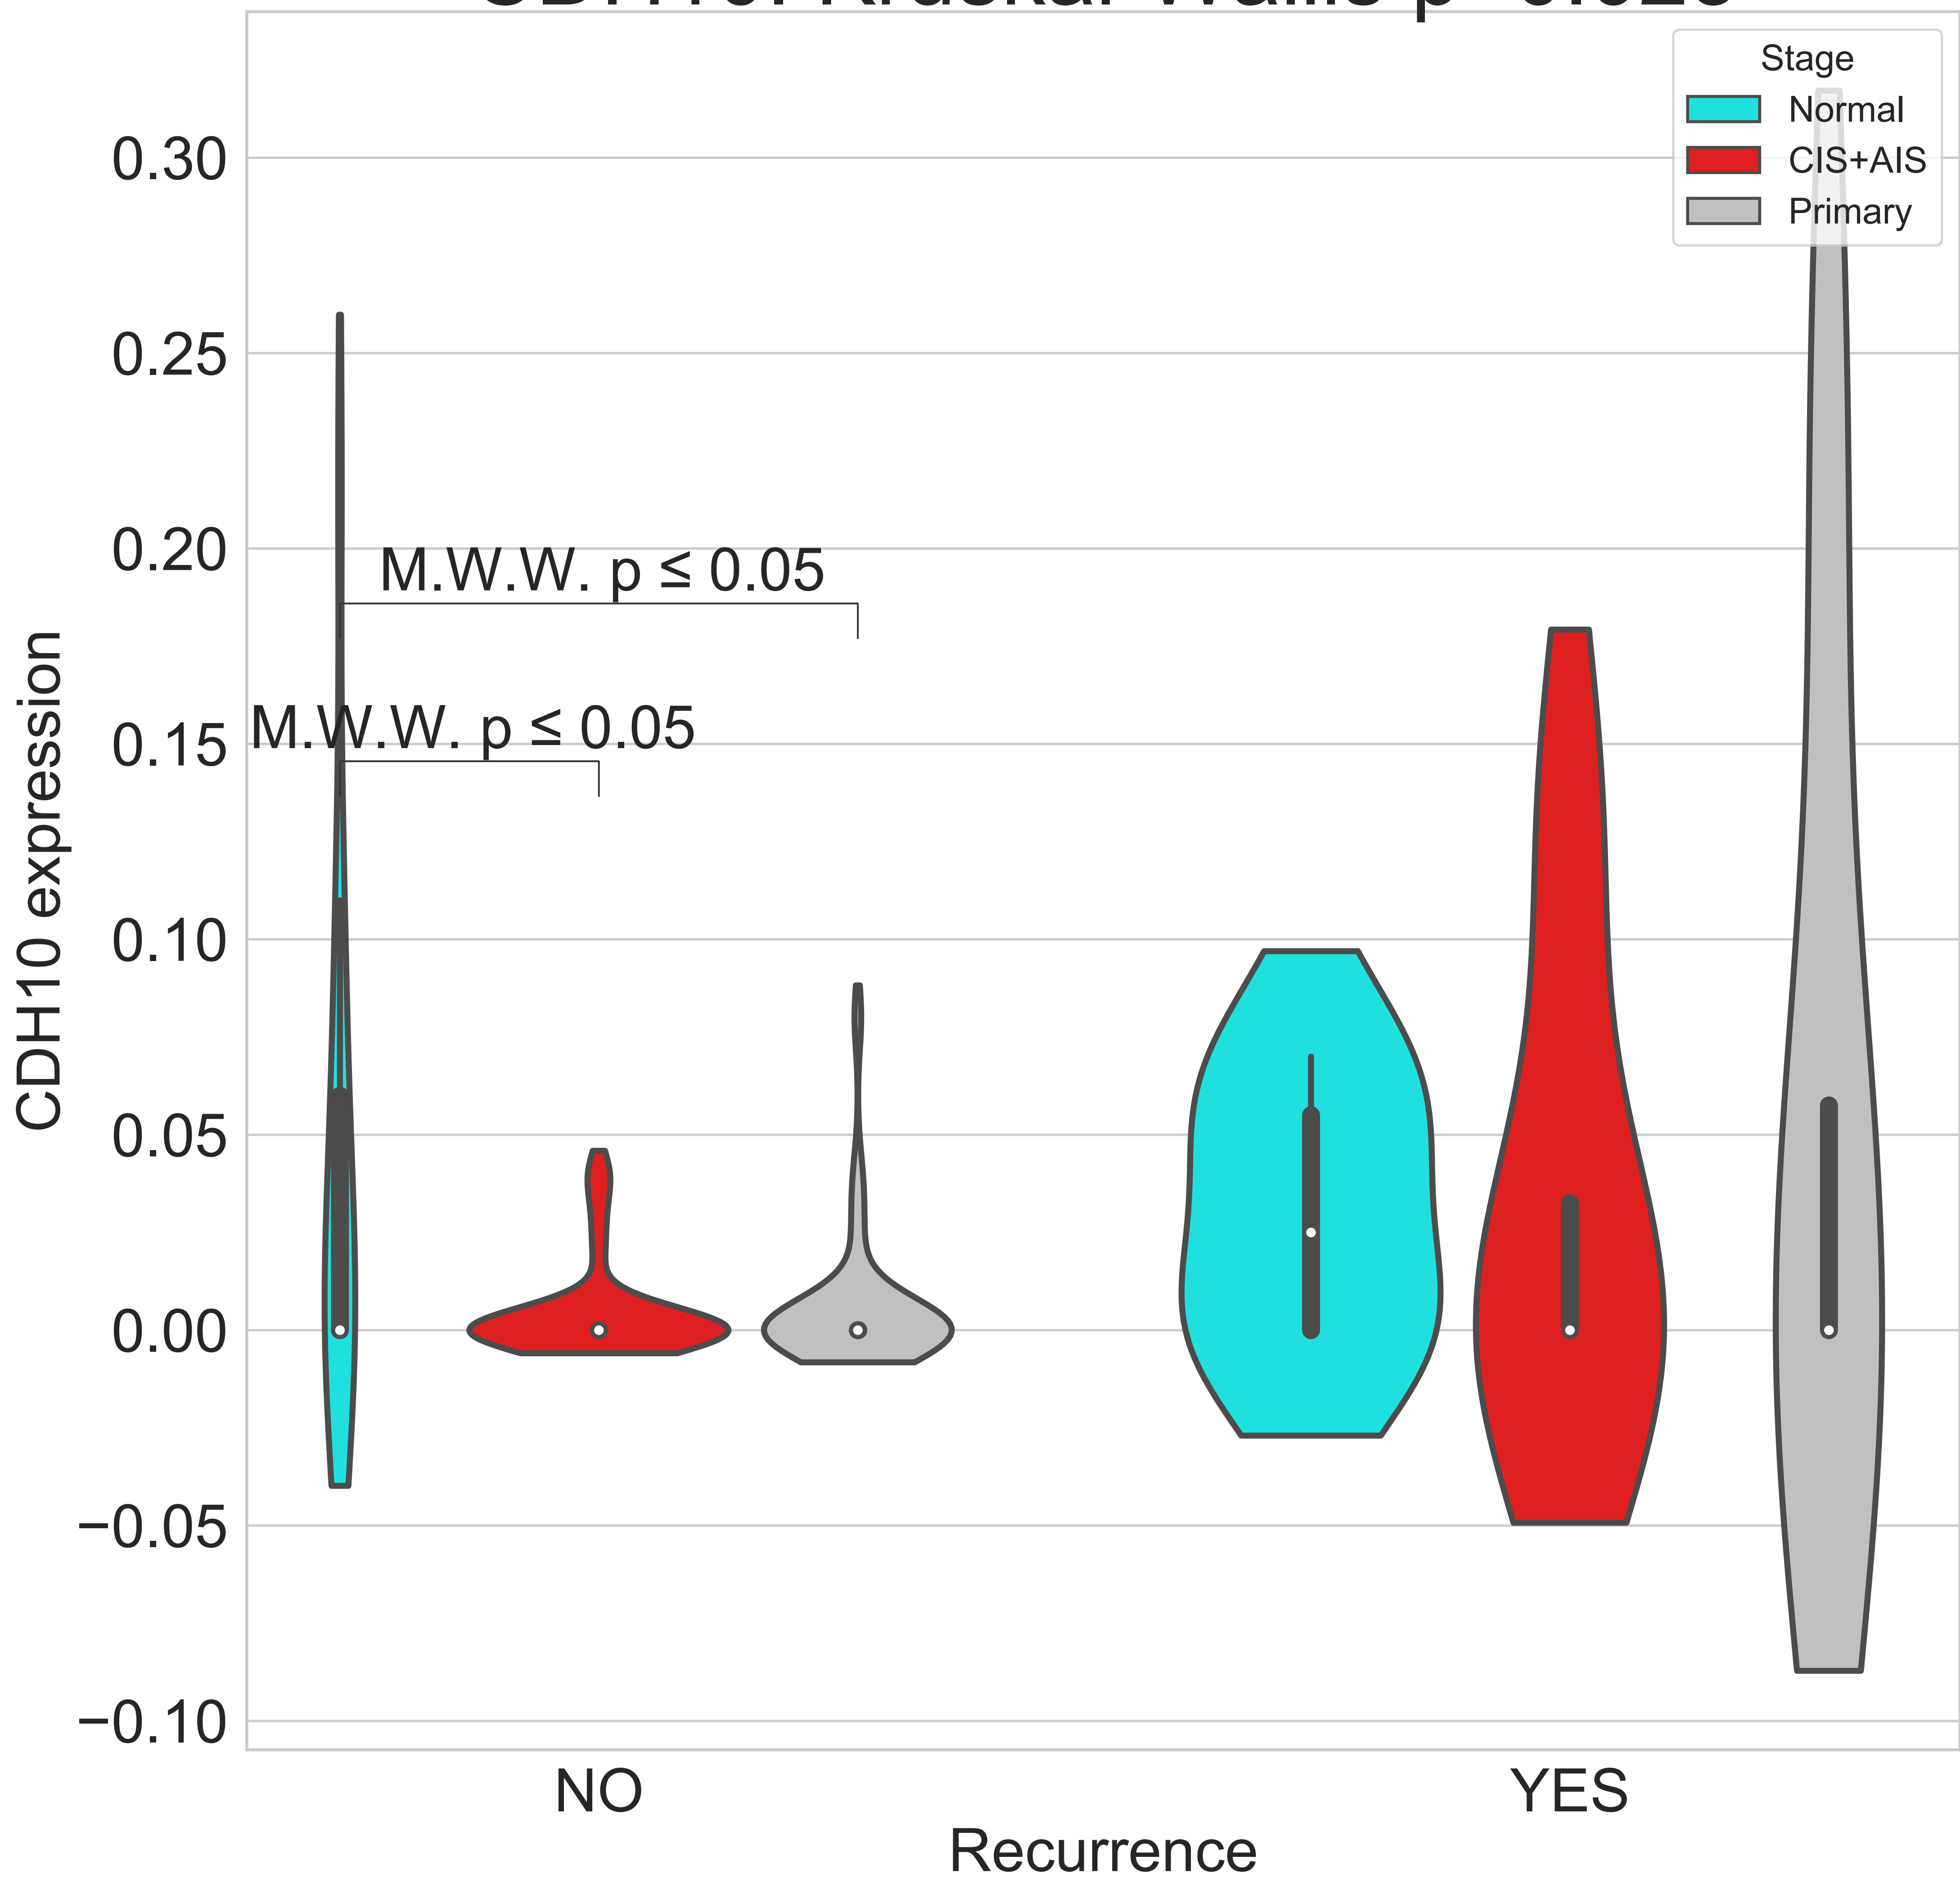 Stage
Normal
CIS+AIS
Primary
0.30
0.25
0.20
0.15
0.10
0.05
0.00
−0.05
−0.10
CDH10 expression
M.W.W. p ≤ 0.05
M.W.W. p ≤ 0.05
NO
YES
Recurrence